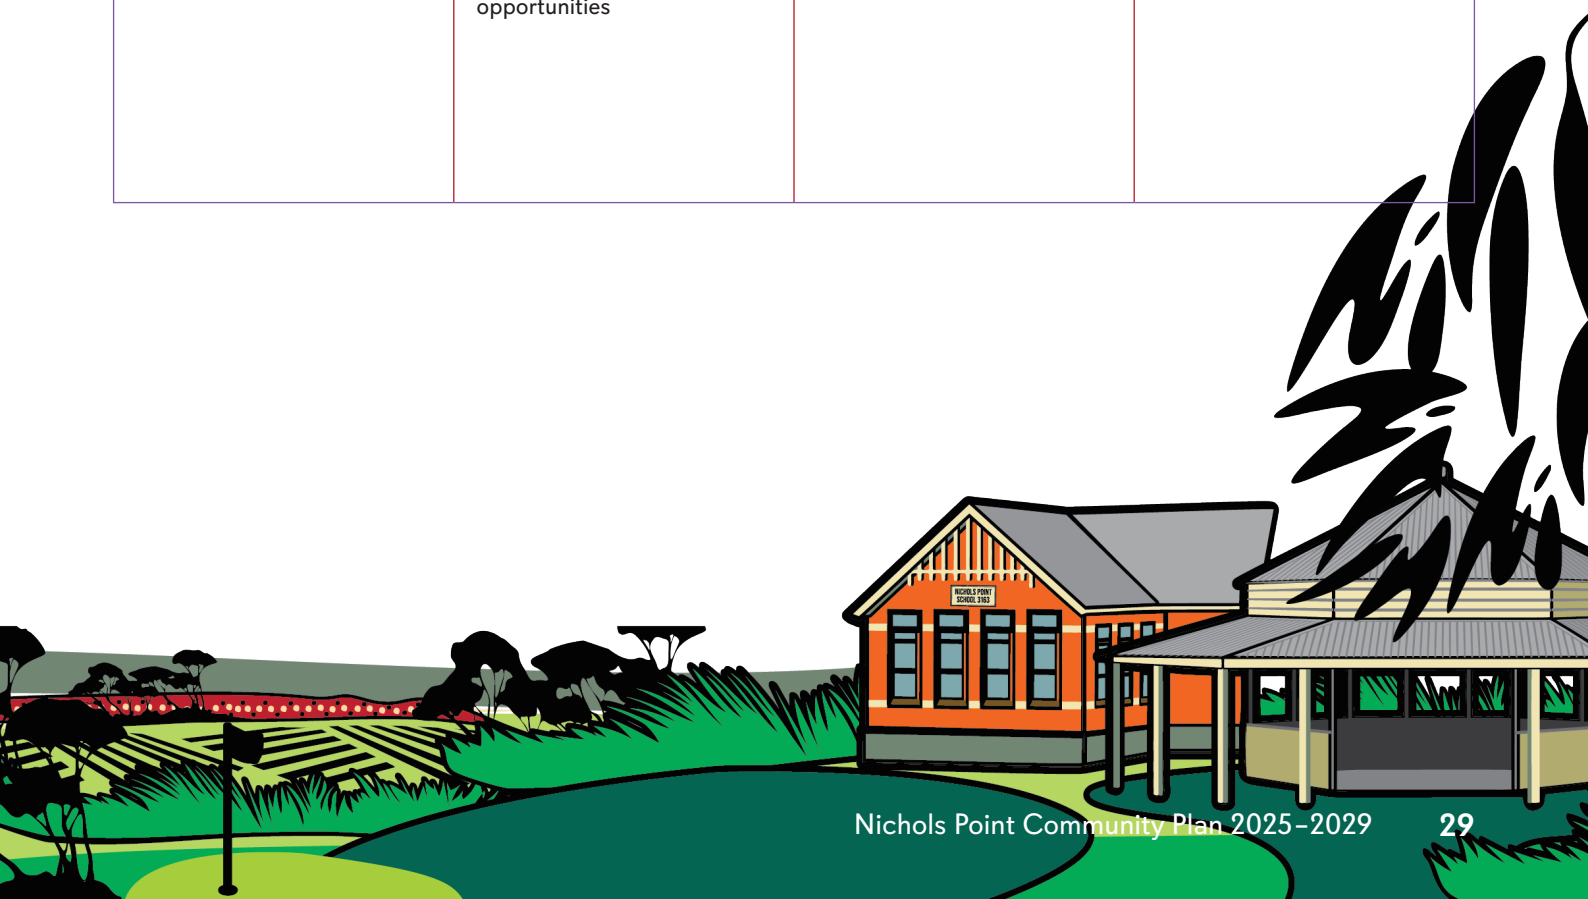 opportunities
NICHOLS POINT
SCHOOL 3163
Nichols Point Community Plan 2025–2029 29